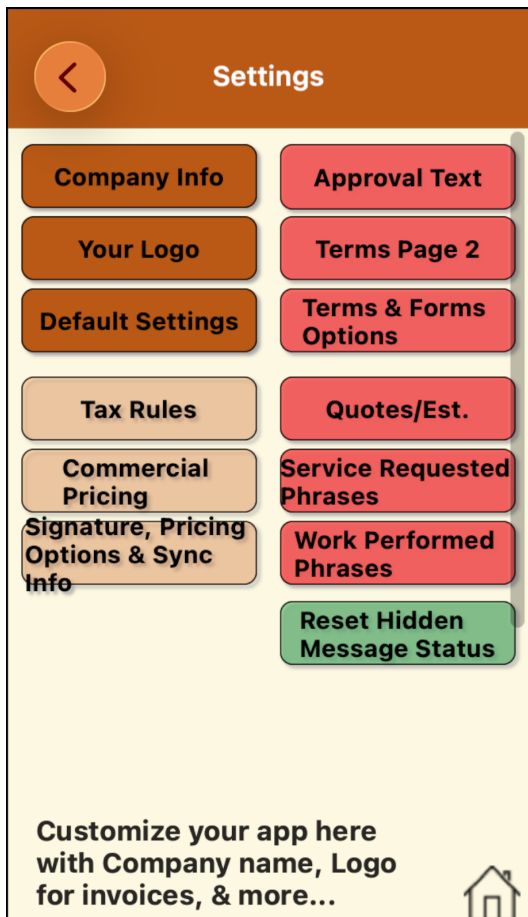 Settings
Company Info
Your Logo
Default Settings
Tax Rules
Commercial
Pricing
Signature, Pricing
Options & Sync
Info
Approval Text
Terms Page 2
Terms & Forms
Options
Quotes/Est.
Service Requested
Phrases
Work Performed
Phrases
Reset Hidden
Message Status
Customize your app here
with Company name, Logo
for invoices, & more...